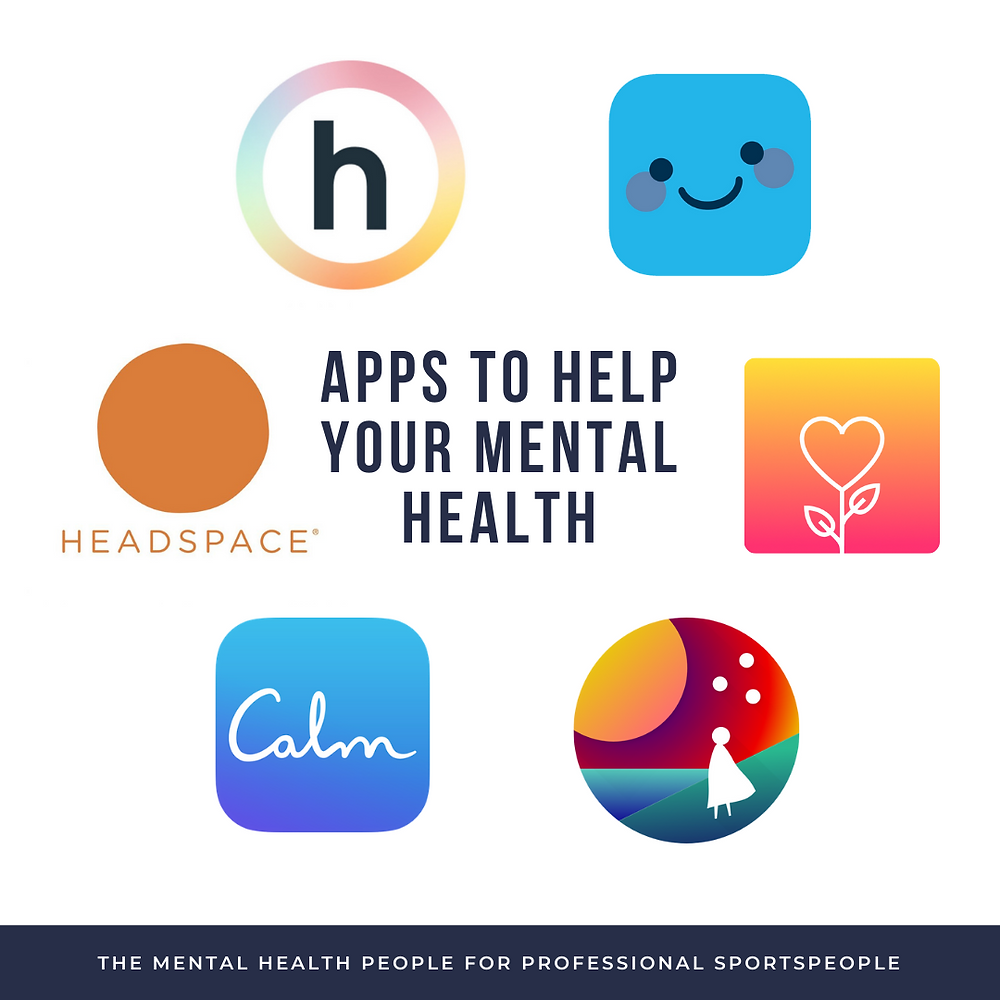 h
APPS TO HELP
YOUR MENTAL
HEALTH
HEADSPACE®
Calm
THE MENTAL HEALTH PEOPLE FOR PROFESSIONAL SPORTSPEOPLE